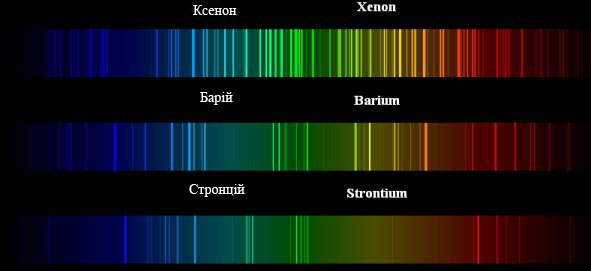 Ксенон Xenon
Барій Barium
Стронцій Strontium